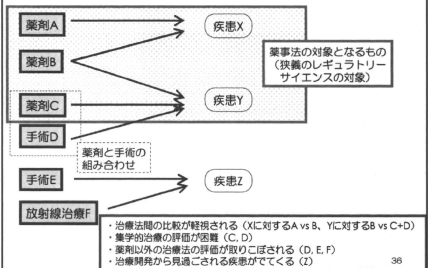 薬剤A
疾患X
薬剤B
薬事法の対象となるもの
(狭義のレギュラトリー
サイエンスの対象)
疾患Y
薬剤C
手術D
薬剤と手術の
組み合わせ
手術E
疾患Z
放射線治療F
・治療法間の比較が軽視される(Xに対するA vs B、Yに対するB vs C+D)
・集学的治療の評価が困難(C, D)
・薬剤以外の治療法の評価が取りこぼされる(D, E, F)
・治療開発から見過ごされる疾患がでてくる(Z)
36